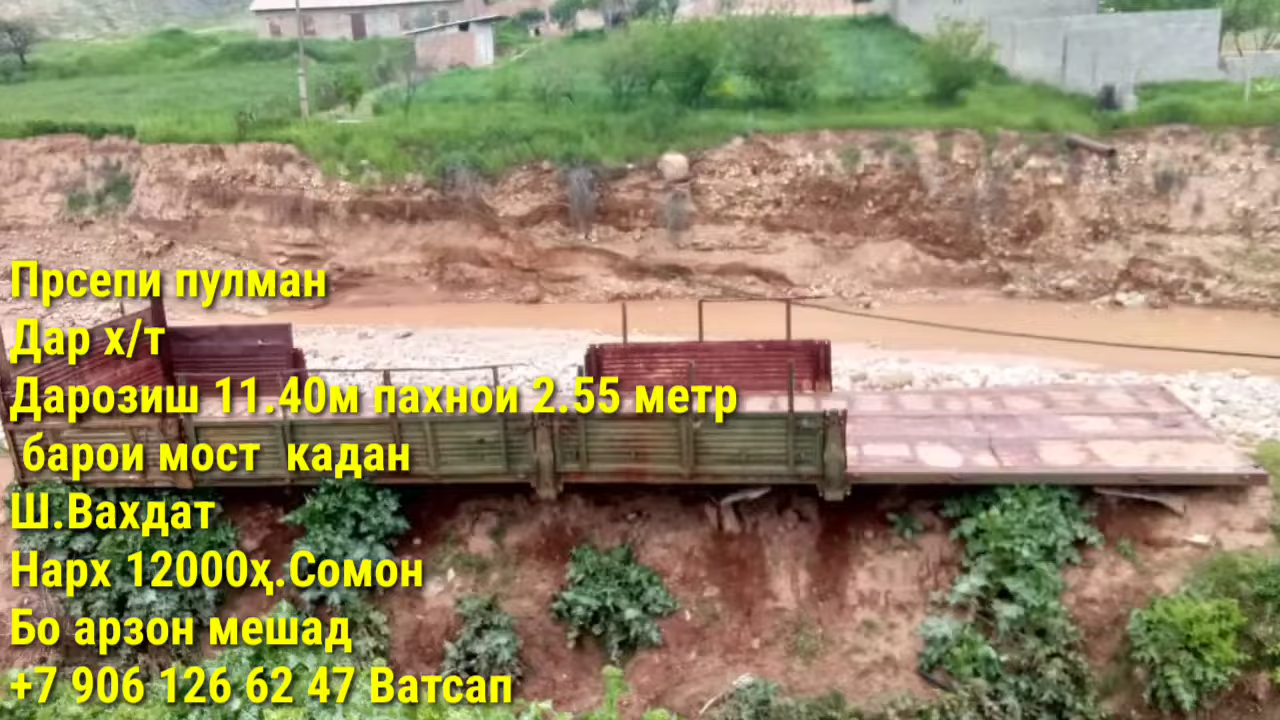 Прсепи пулман
Дар х/т
Дарозиш 11.40м пахнои 2.55 метр
барои мост кадан
Ш.Вахдат
Нарх 12000ҳ.Сомон
Бо арзон мешад
+7 906 126 62 47 Ватсап